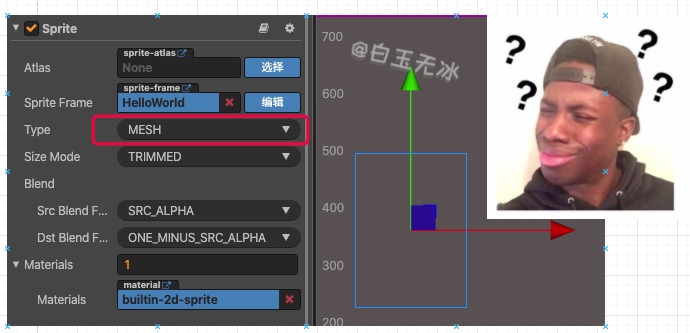 Sprite
sprite-atlas
Atlas
None
选择
sprite-frame
Sprite Frame
HelloWorld
编辑
Type
MESH
Size Mode
TRIMMED
Blend
Src Blend F...
SRC_ALPHA
Dst Blend F...
ONE_MINUS_SRC_ALPHA
Materials
1
material
Materials
builtin-2d-sprite
700
@白玉无冰
600
500
400
300
200
? ? ? ?